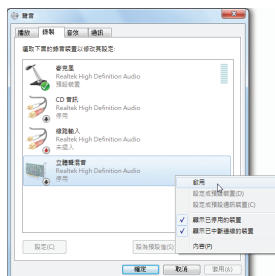 聲音
播放 錄製 音效 通訊
選取下面的錄音裝置以修改其設定:
麥克風
Realtek High Definition Audio
預設裝置
CD 音訊
Realtek High Definition Audio
停用
線路輸入
Realtek High Definition Audio
未插入
立體聲混音
Realtek High Definition Audio
停用
啟用
設定成預設裝置(D)
設定成預設通訊裝置(C)
顯示已停用的裝置
顯示已中斷連線的裝置
內容(P)
設定(C)
設為預設值(S)
確定 取消 套用(A)